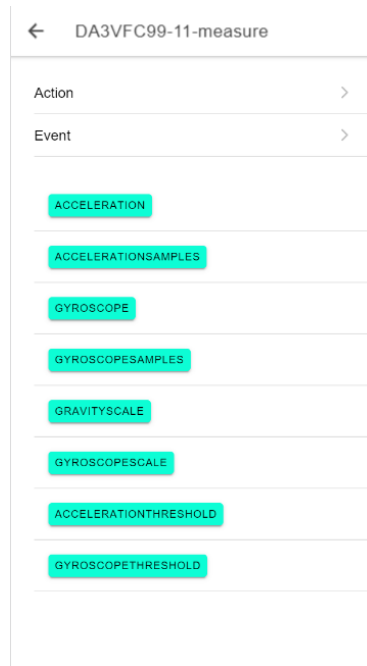 DA3VFC99-11-measure
Action
Event
ACCELERATION
ACCELERATIONSAMPLES
GYROSCOPE
GYROSCOPESAMPLES
GRAVITYSCALE
GYROSCOPESCALE
ACCELERATIONTHRESHOLD
GYROSCOPETHRESHOLD